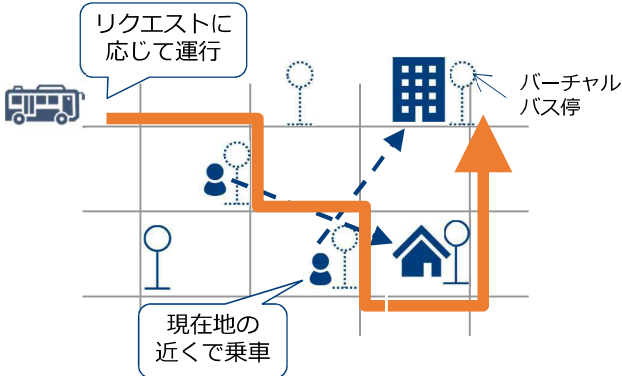 リクエストに
応じて運行
バーチャル
バス停
現在地の
近くで乗車